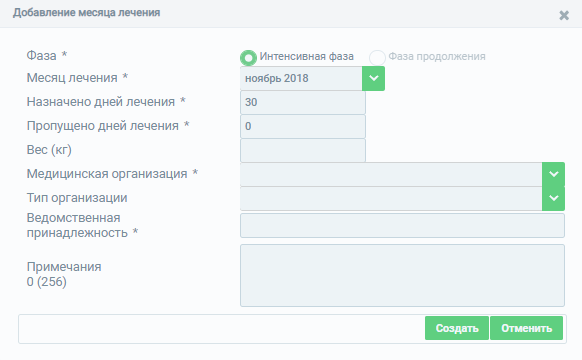 Добавление месяца лечения
Фаза * Интенсивная фаза Фаза продолжения
Месяц лечения * ноябрь 2018
Назначено дней лечения * 30
Пропущено дней лечения * 0
Вес (кг)
Медицинская организация *
Тип организации
Ведомственная
принадлежность *
Примечания
0 (256)
Создать Отменить